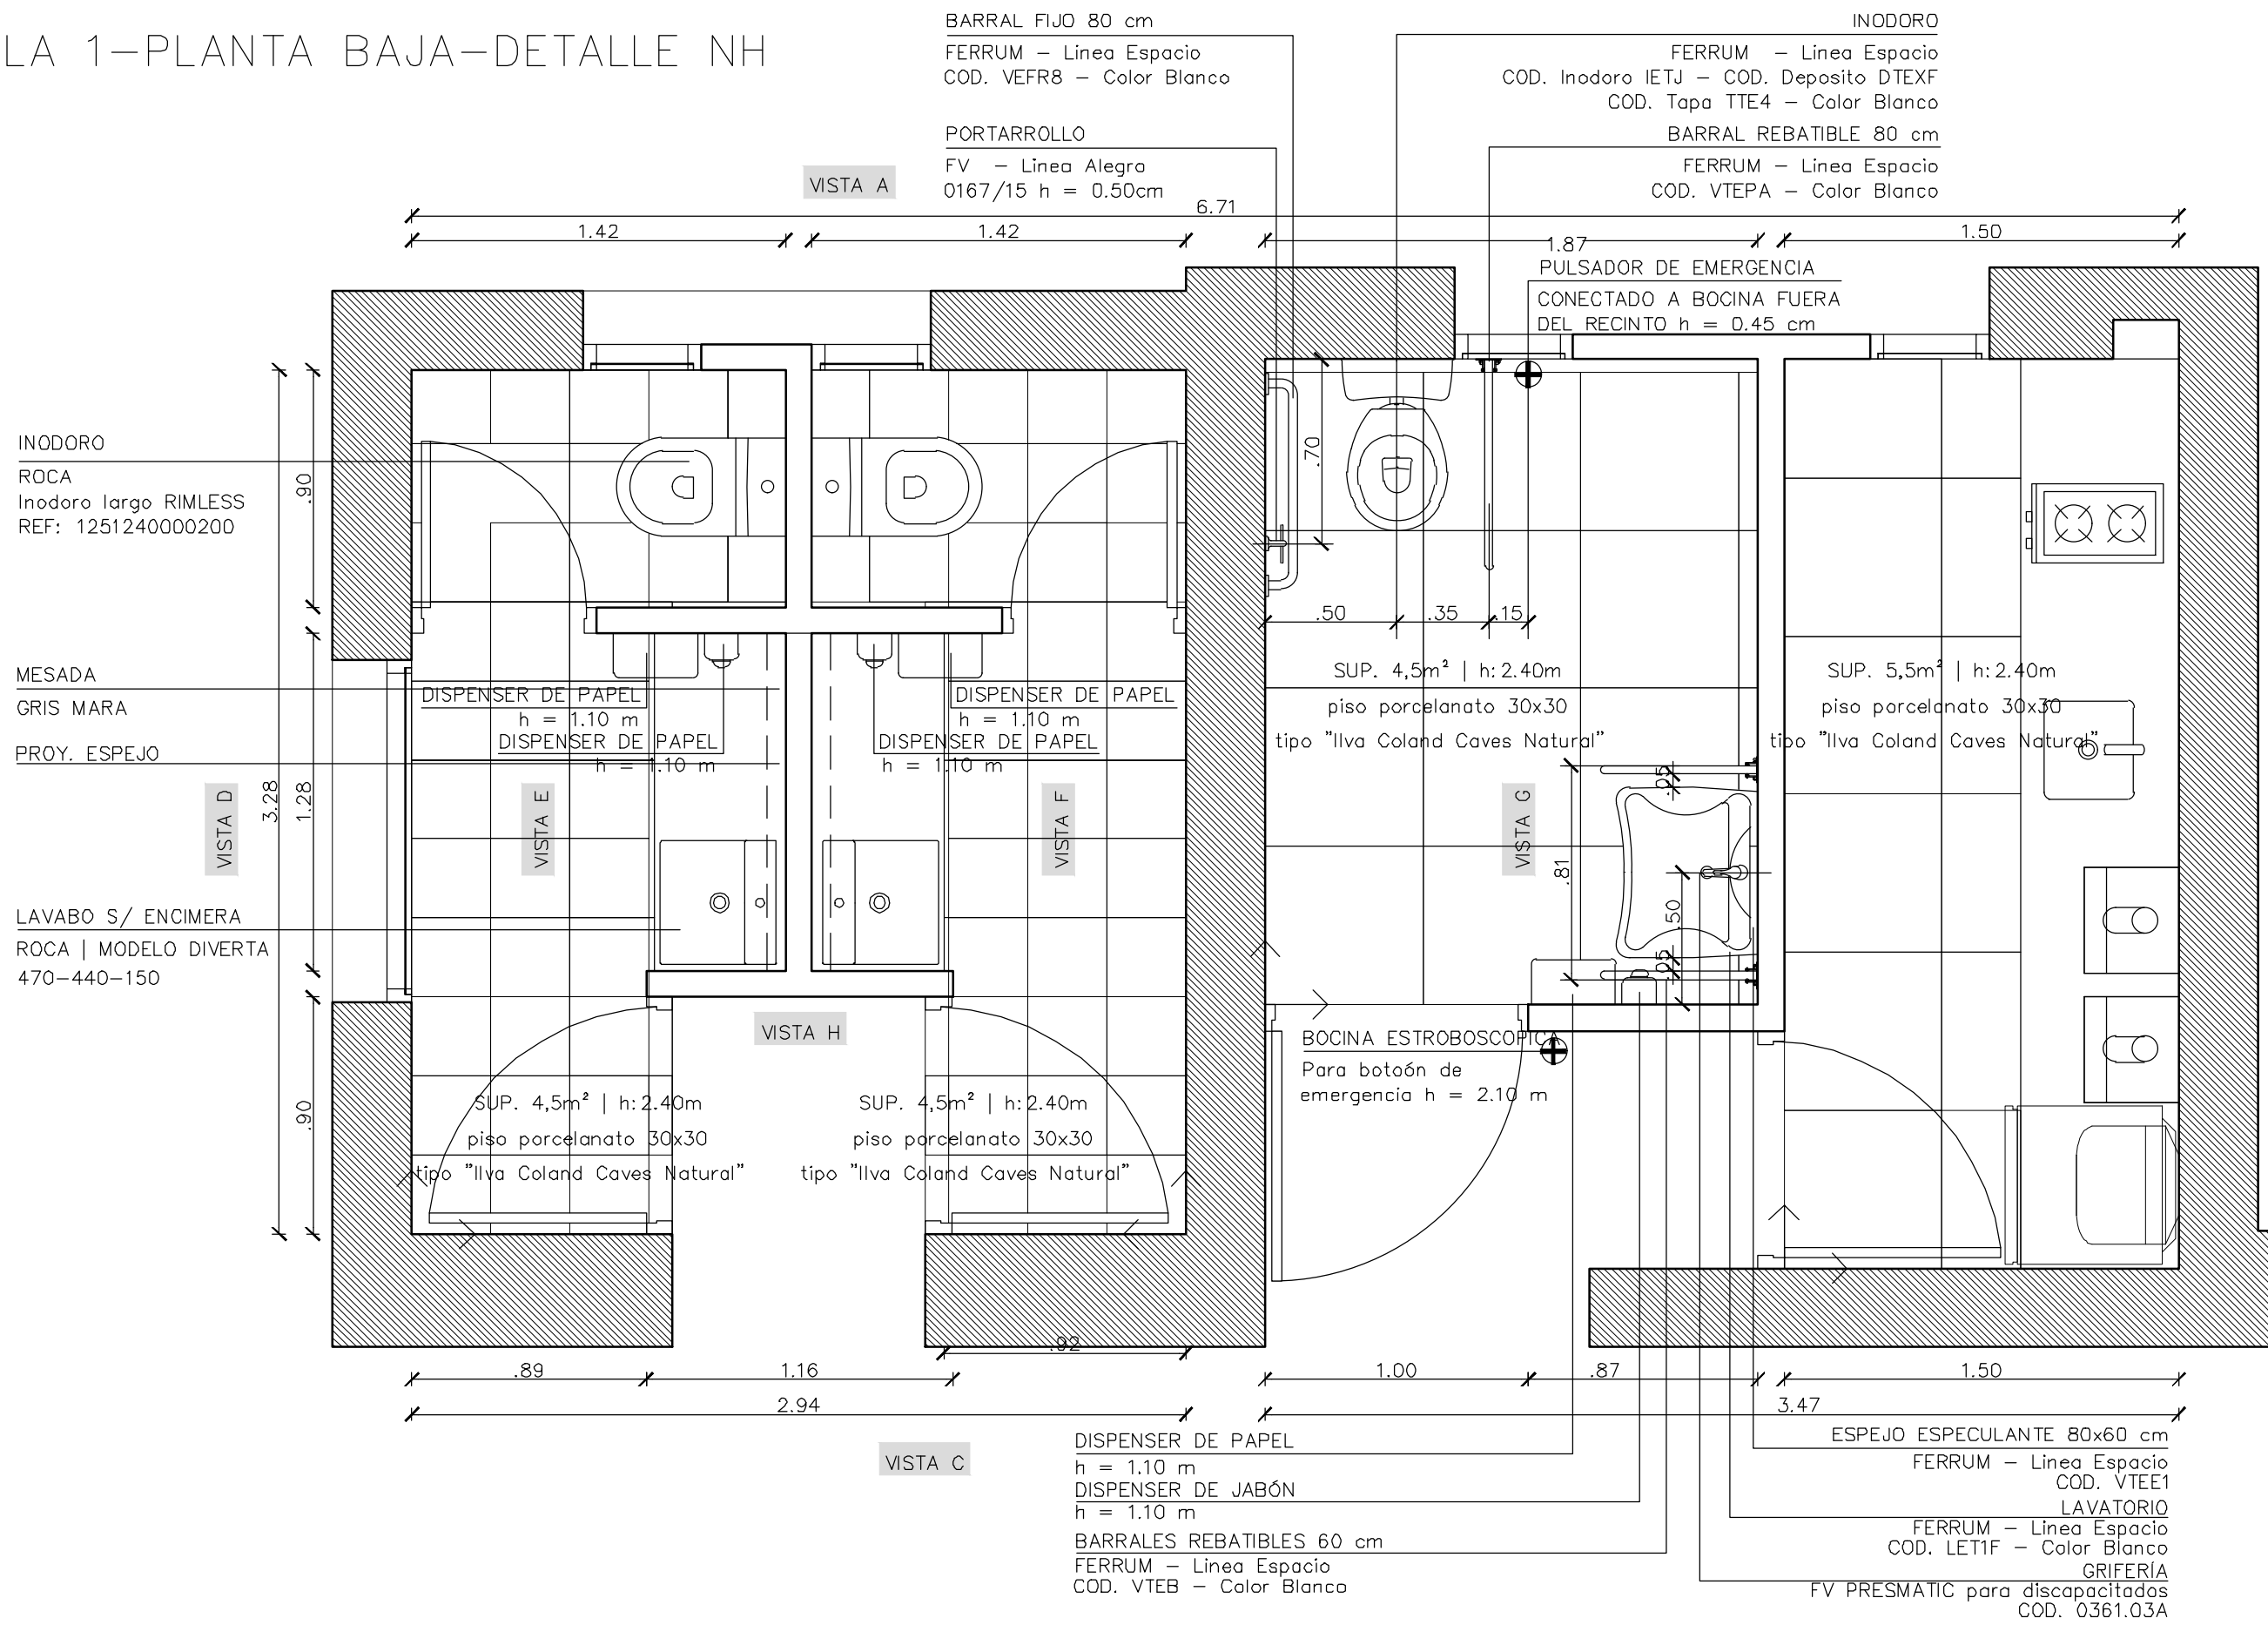 LA 1-PLANTA BAJA-DETALLE NH
BARRAL FIJO 80 cm
FERRUM - Linea Espacio
COD. VEFR8 - Color Blanco
PORTARROLLO
FV - Linea Alegra
0167/15 h = 0.50cm
INODORO
FERRUM - Linea Espacio
COD. Inodoro IETJ - COD. Deposito DTEXF
COD. Tapa TTE4 - Color Blanco
BARRAL REBATIBLE 80 cm
FERRUM - Linea Espacio
COD. VTEPA - Color Blanco
VISTA A
6.71
1.42
1.42
1.87
1.50
PULSADOR DE EMERGENCIA
CONECTADO A BOCINA FUERA
DEL RECINTO h = 0.45 cm
INODORO
ROCA
Inodoro largo RIMLESS
REF: 1251240000200
.90
.70
.50
.35
.15
MESADA
GRIS MARA
PROY. ESPEJO
DISPENSER DE PAPEL
h = 1.10 m
DISPENSER DE PAPEL
h = 1.10 m
DISPENSER DE PAPEL
h = 1.10 m
DISPENSER DE PAPEL
h = 1.10 m
SUP. 4,5m² | h:2.40m
piso porcelanato 30x30
tipo "Ilva Coland Caves Natural"
SUP. 5,5m² | h:2.40m
piso porcelanato 30x30
tipo "Ilva Coland Caves Natural"
VISTA D
3.28
1.28
VISTA E
VISTA F
VISTA G
.05
.81
.50
.05
LAVABO S/ ENCIMERA
ROCA | MODELO DIVERTA
470-440-150
VISTA H
BOCINA ESTROBOSCOPICA
Para botoón de
emergencia h = 2.10 m
.90
SUP. 4,5m² | h:2.40m
piso porcelanato 30x30
tipo "Ilva Coland Caves Natural"
SUP. 4,5m² | h:2.40m
piso porcelanato 30x30
tipo "Ilva Coland Caves Natural"
.92
.89
1.16
1.00
.87
1.50
2.94
3.47
VISTA C
DISPENSER DE PAPEL
h = 1.10 m
DISPENSER DE JABÓN
h = 1.10 m
BARRALES REBATIBLES 60 cm
FERRUM - Linea Espacio
COD. VTEB - Color Blanco
ESPEJO ESPECULANTE 80x60 cm
FERRUM - Linea Espacio
COD. VTEE1
LAVATORIO
FERRUM - Linea Espacio
COD. LET1F - Color Blanco
GRIFERÍA
FV PRESMATIC para discapacitados
COD. 0361.03A